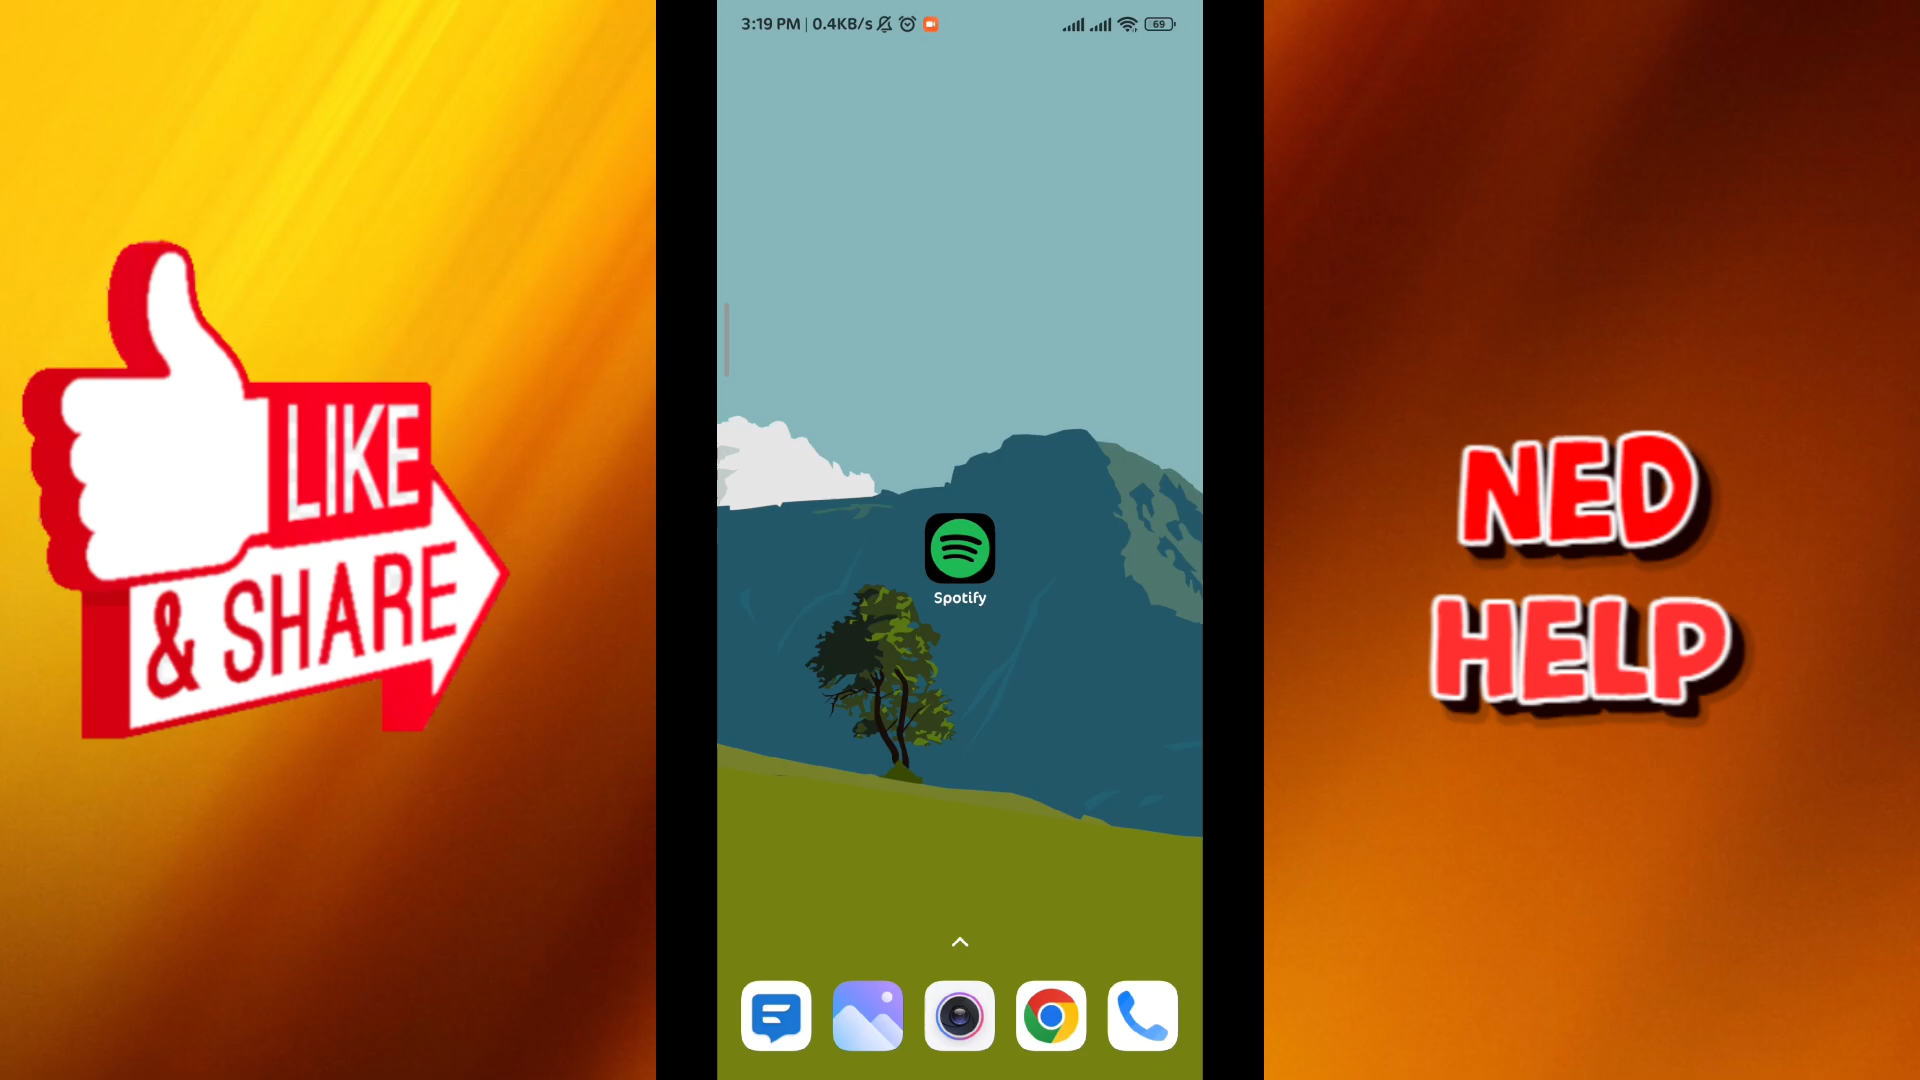 3:19 PM | 0.4KB/s
69
LIKE
& SHARE
Spotify
NED
HELP